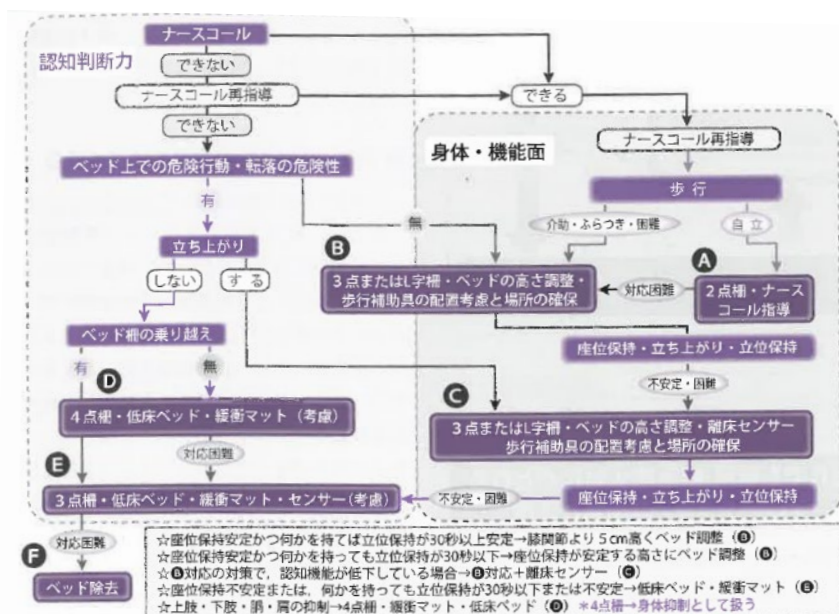 認知判断力
ナースコール
できない
ナースコール再指導
できない
できる
ベッド上での危険行動・転落の危険性
有
無
立ち上がり
しない
する
ベッド柵の乗り越え
有
無
D
4点柵・低床ベッド・緩衝マット(考慮)
対応困難
E
3点柵・低床ベッド・緩衝マット・センサー(考慮)
対応困難
F
ベッド除去
身体・機能面
ナースコール再指導
歩行
介助・ふらつき・困難
自立
B
3点またはL字柵・ベッドの高さ調整・
歩行補助具の配置考慮と場所の確保
対応困難
A
2点柵・ナース
コール指導
座位保持・立ち上がり・立位保持
不安定・困難
C
3点またはL字柵・ベッドの高さ調整・離床センサー
歩行補助具の配置考慮と場所の確保
不安定・困難
座位保持・立ち上がり・立位保持
☆座位保持安定かつ何かを持てば立位保持が30秒以上安定→膝関節より5cm高くベッド調整(B)
☆座位保持安定かつ何かを持っても立位保持が30秒以下→座位保持が安定する高さにベッド調整(B)
☆B対応の対策で，認知機能が低下している場合→B対応+離床センサー(C)
☆座位保持不安定または，何かを持っても立位保持が30秒以下または不安定→低床ベッド・緩衝マット(E)
☆上肢・下肢・胴・肩の抑制→4点柵・緩衝マット・低床ベッド(D) *4点柵→身体抑制として扱う